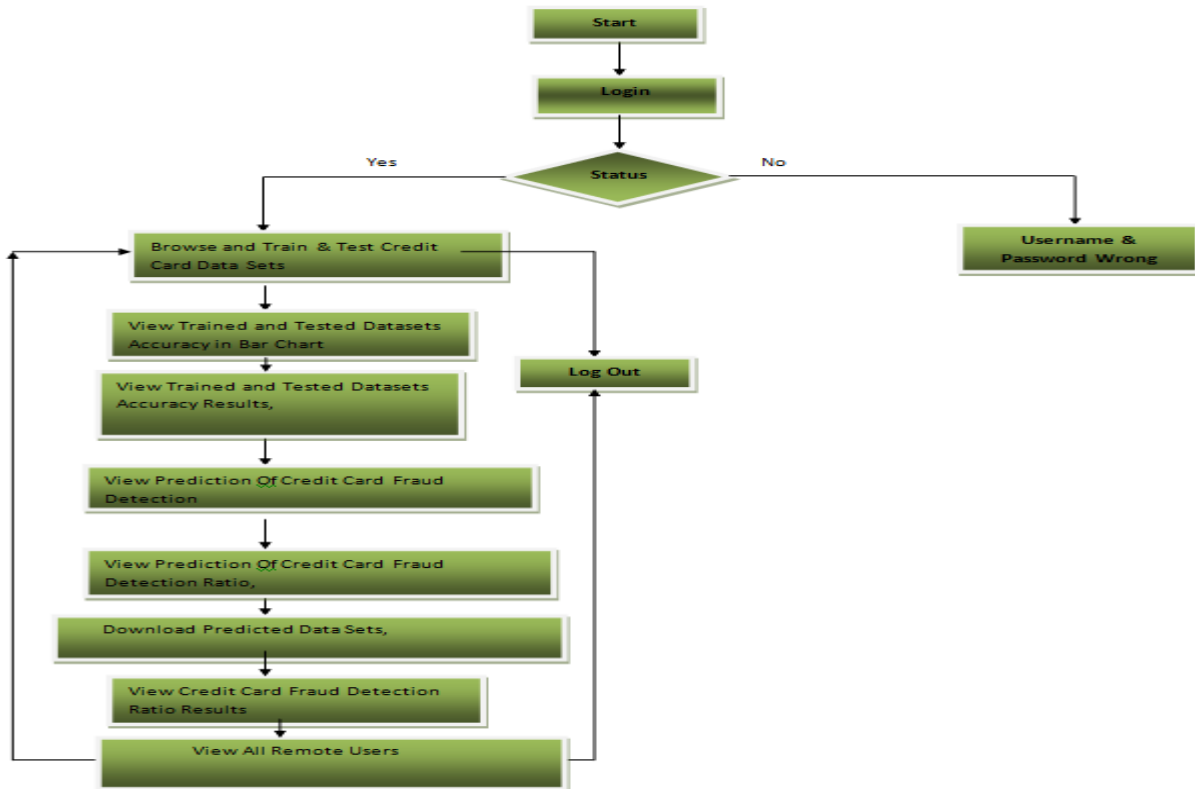 Start
Login
Status
Yes
No
Browse and Train & Test Credit
Card Data Sets
Username &
Password Wrong
View Trained and Tested Datasets
Accuracy in Bar Chart
Log Out
View Trained and Tested Datasets
Accuracy Results,
View Prediction Of Credit Card Fraud
Detection
View Prediction Of Credit Card Fraud
Detection Ratio,
Download Predicted Data Sets,
View Credit Card Fraud Detection
Ratio Results
View All Remote Users